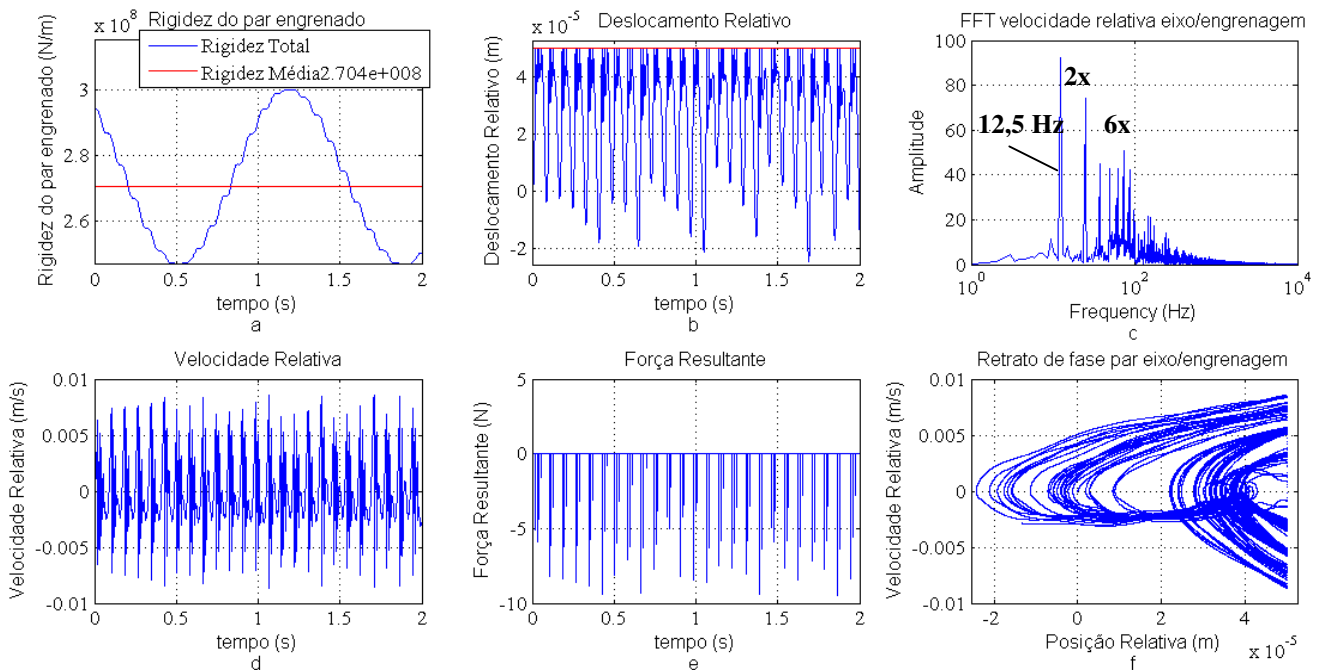 x 10^8
Rigidez do par engrenado
Rigidez do par engrenado (N/m)
Rigidez Total
Rigidez Média2.704e+008
3
2.8
2.6
0
0.5
1
1.5
2
tempo (s)
a
x 10^-5
Deslocamento Relativo
Deslocamento Relativo (m)
4
2
0
-2
0
0.5
1
1.5
2
tempo (s)
b
FFT velocidade relativa eixo/engrenagem
Amplitude
100
80
60
40
20
0
2x
12,5 Hz
6x
10^0
10^2
10^4
Frequency (Hz)
c
Velocidade Relativa
Velocidade Relativa (m/s)
0.01
0.005
0
-0.005
-0.01
0
0.5
1
1.5
2
tempo (s)
d
Força Resultante
Força Resultante (N)
5
0
-5
-10
0
0.5
1
1.5
2
tempo (s)
e
Retrato de fase par eixo/engrenagem
Velocidade Relativa (m/s)
0.01
0.005
0
-0.005
-0.01
-2
0
2
4
Posição Relativa (m)
x 10^-5
f